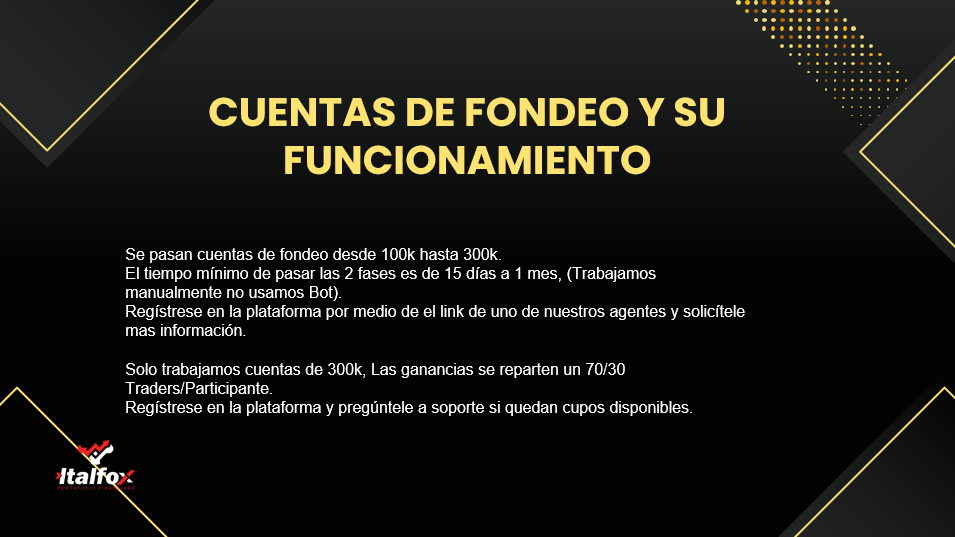 CUENTAS DE FONDEO Y SU
FUNCIONAMIENTO
Se pasan cuentas de fondeo desde 100k hasta 300k.
El tiempo mínimo de pasar las 2 fases es de 15 días a 1 mes, (Trabajamos
manualmente no usamos Bot).
Regístrese en la plataforma por medio de el link de uno de nuestros agentes y solicítele
mas información.
Solo trabajamos cuentas de 300k, Las ganancias se reparten un 70/30
Traders/Participante.
Regístrese en la plataforma y pregúntele a soporte si quedan cupos disponibles.
Italfox